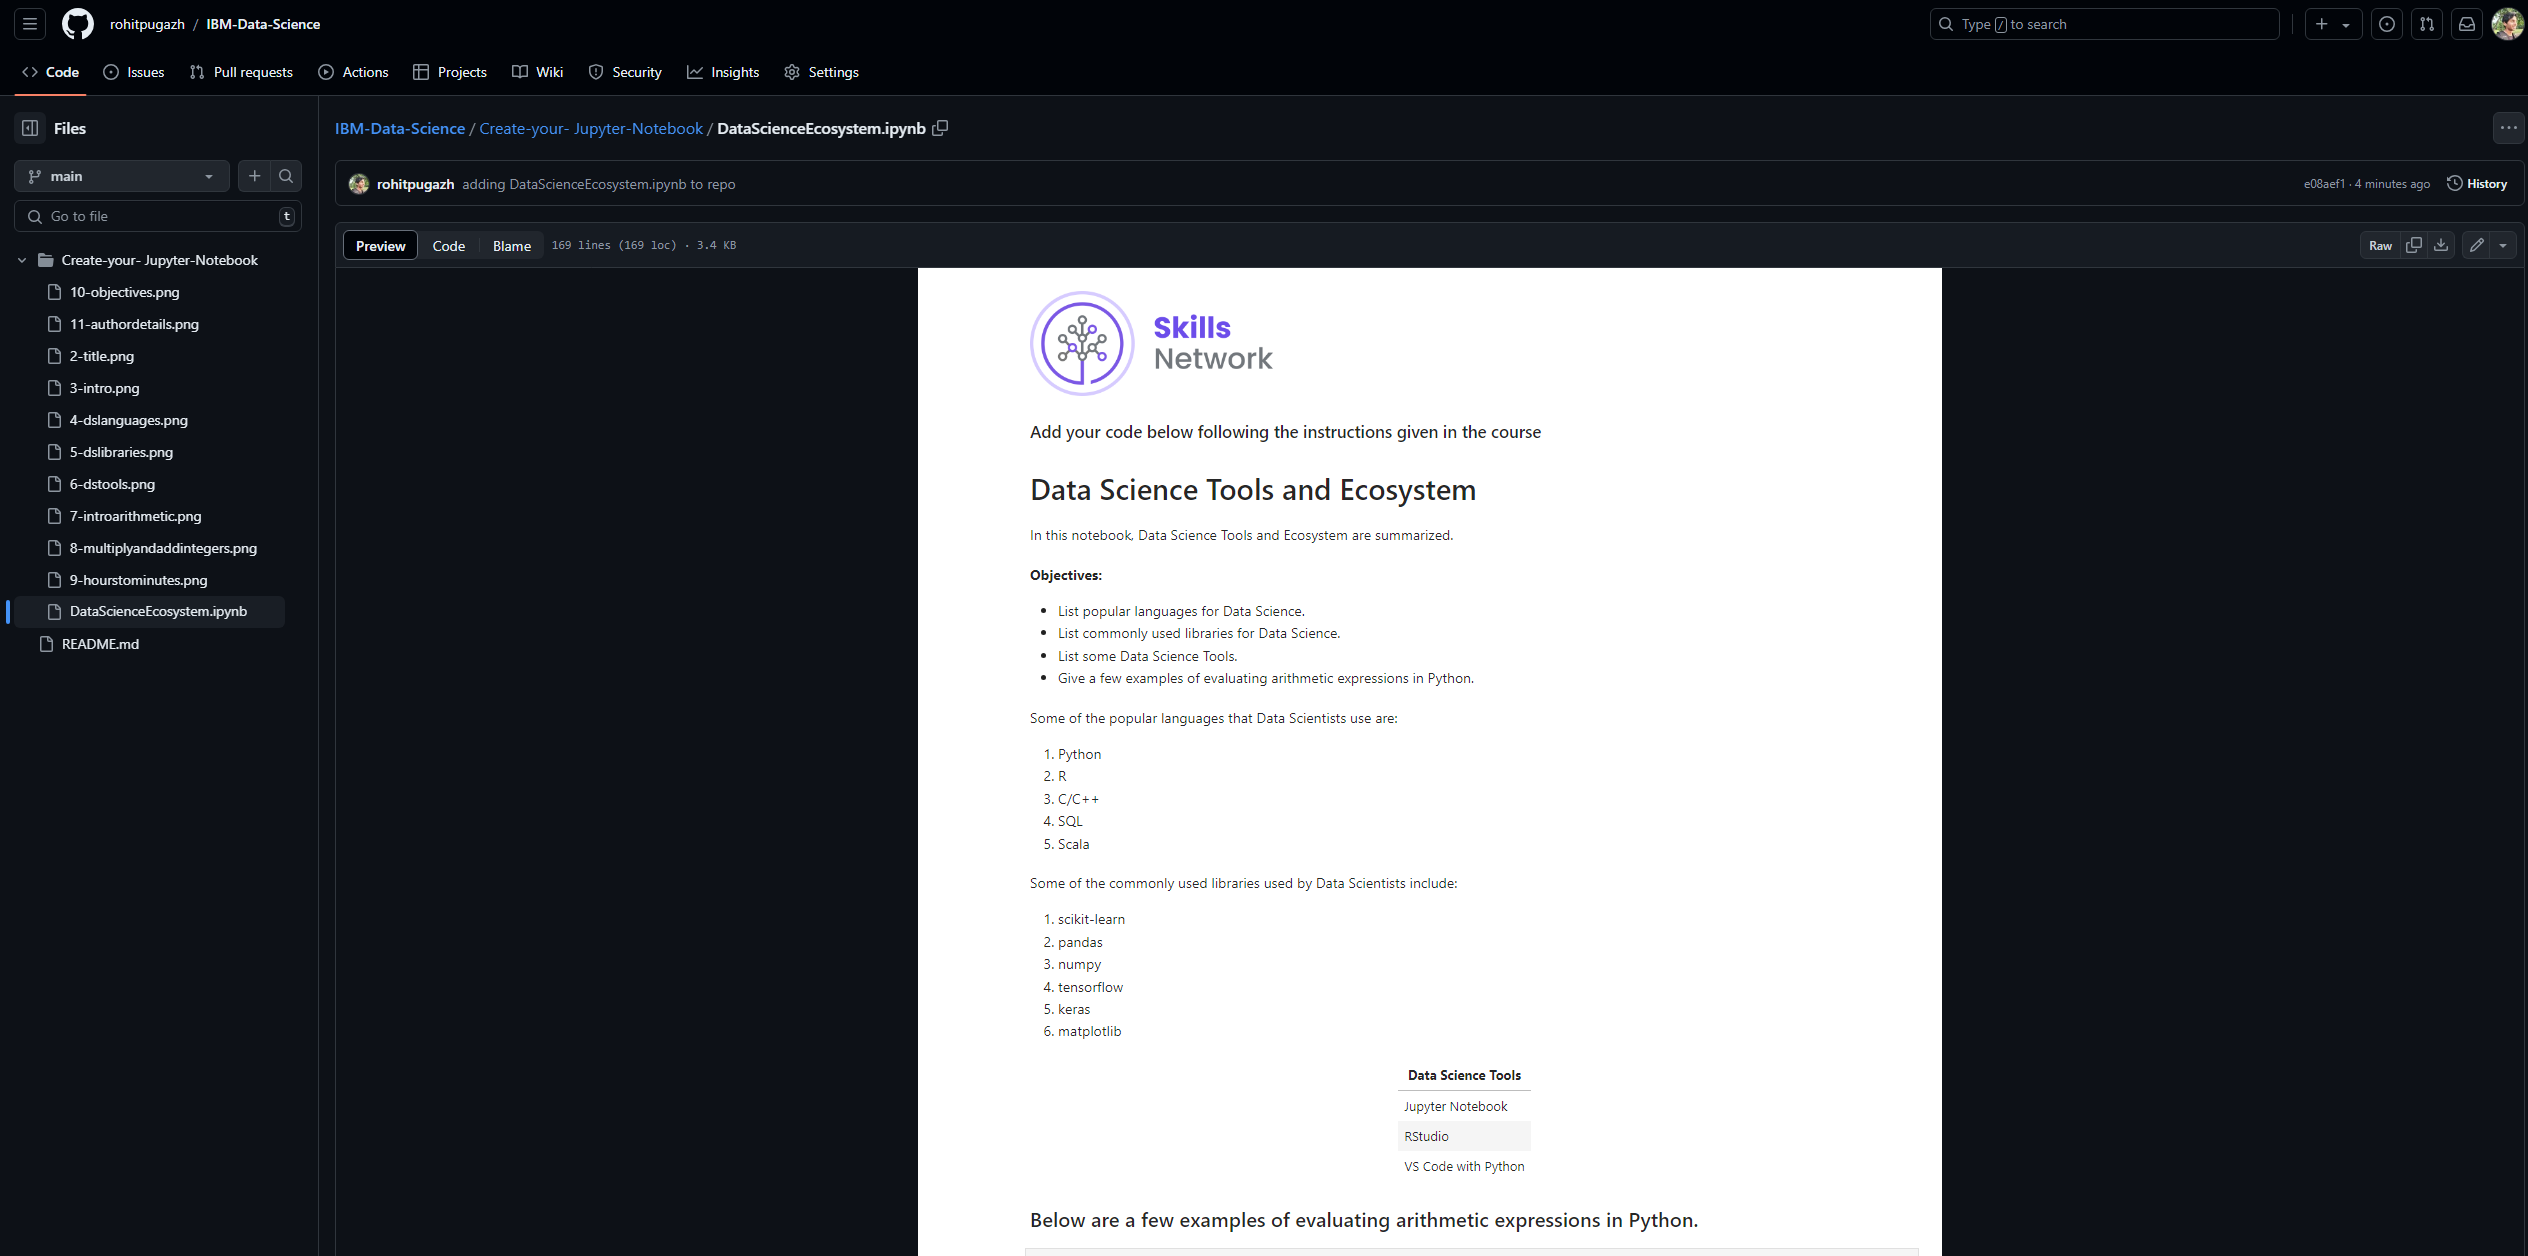 rohitpugazh / IBM-Data-Science
Type / to search
Code Issues Pull requests Actions Projects Wiki Security Insights Settings
Files
main
Go to file t
Create-your- Jupyter-Notebook
10-objectives.png
11-authordetails.png
2-title.png
3-intro.png
4-dslanguages.png
5-dslibraries.png
6-dstools.png
7-introarithmetic.png
8-multiplyandaddintegers.png
9-hourstominutes.png
DataScienceEcosystem.ipynb
README.md
IBM-Data-Science / Create-your- Jupyter-Notebook / DataScienceEcosystem.ipynb
rohitpugazh adding DataScienceEcosystem.ipynb to repo
e08aef1 · 4 minutes ago History
Preview Code Blame 169 lines (169 loc) · 3.4 KB
Raw
Skills
Network
Add your code below following the instructions given in the course
Data Science Tools and Ecosystem
In this notebook, Data Science Tools and Ecosystem are summarized.
Objectives:
• List popular languages for Data Science.
• List commonly used libraries for Data Science.
• List some Data Science Tools.
• Give a few examples of evaluating arithmetic expressions in Python.
Some of the popular languages that Data Scientists use are:
1. Python
2. R
3. C/C++
4. SQL
5. Scala
Some of the commonly used libraries used by Data Scientists include:
1. scikit-learn
2. pandas
3. numpy
4. tensorflow
5. keras
6. matplotlib
Data Science Tools
Jupyter Notebook
RStudio
VS Code with Python
Below are a few examples of evaluating arithmetic expressions in Python.